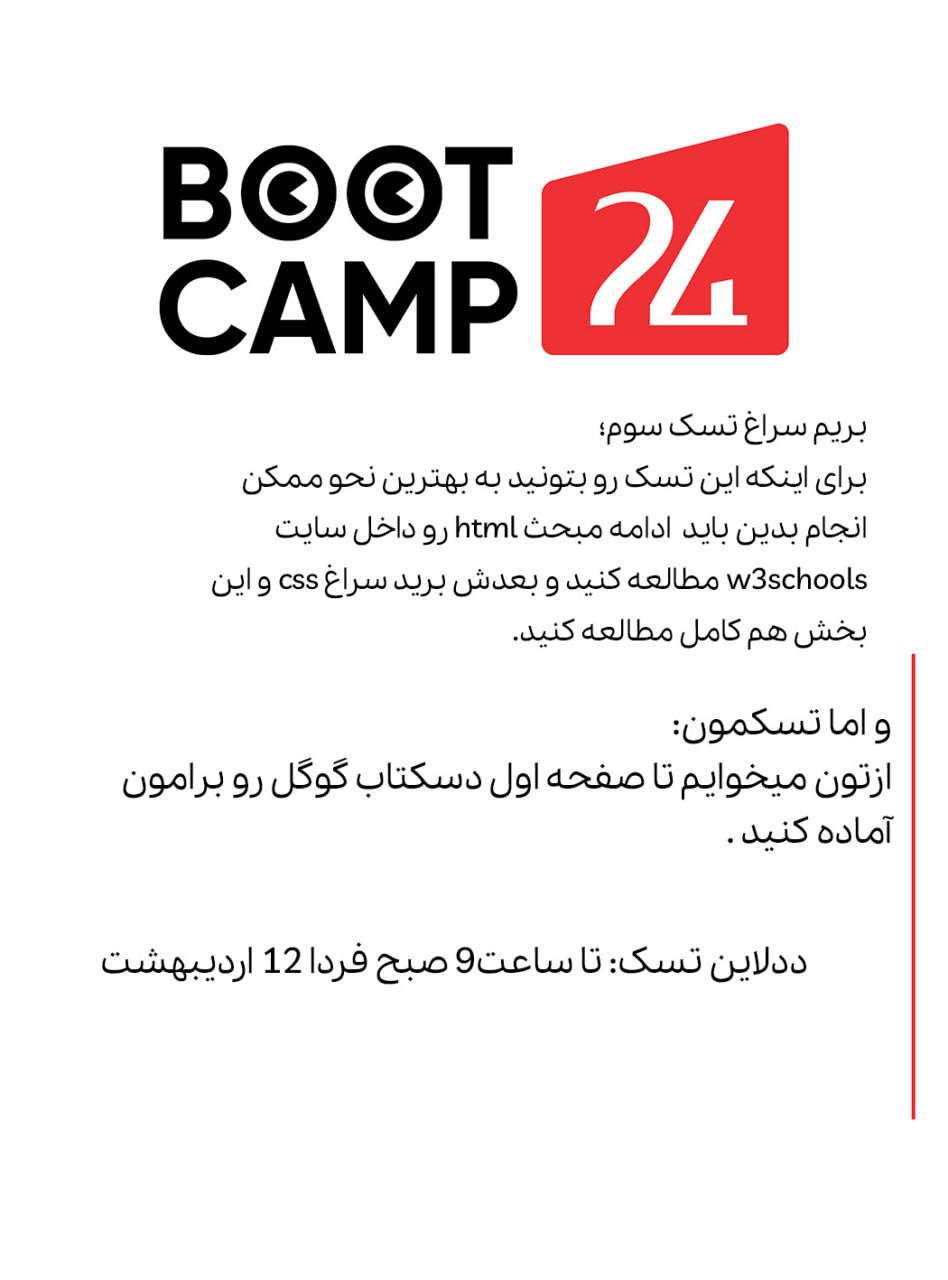 BOOT
CAMP
24
بریم سراغ تسک سوم؛
برای اینکه این تسک رو بتونید به بهترین نحو ممکن
انجام بدین باید ادامه مبحث html رو داخل سایت
w3schools مطالعه کنید و بعدش برید سراغ css و این
بخش هم کامل مطالعه کنید.
و اما تسکمون:
ازتون میخوایم تا صفحه اول دسکتاب گوگل رو برامون
آماده کنید .
ددلاین تسک: تا ساعت9 صبح فردا 12 اردیبهشت